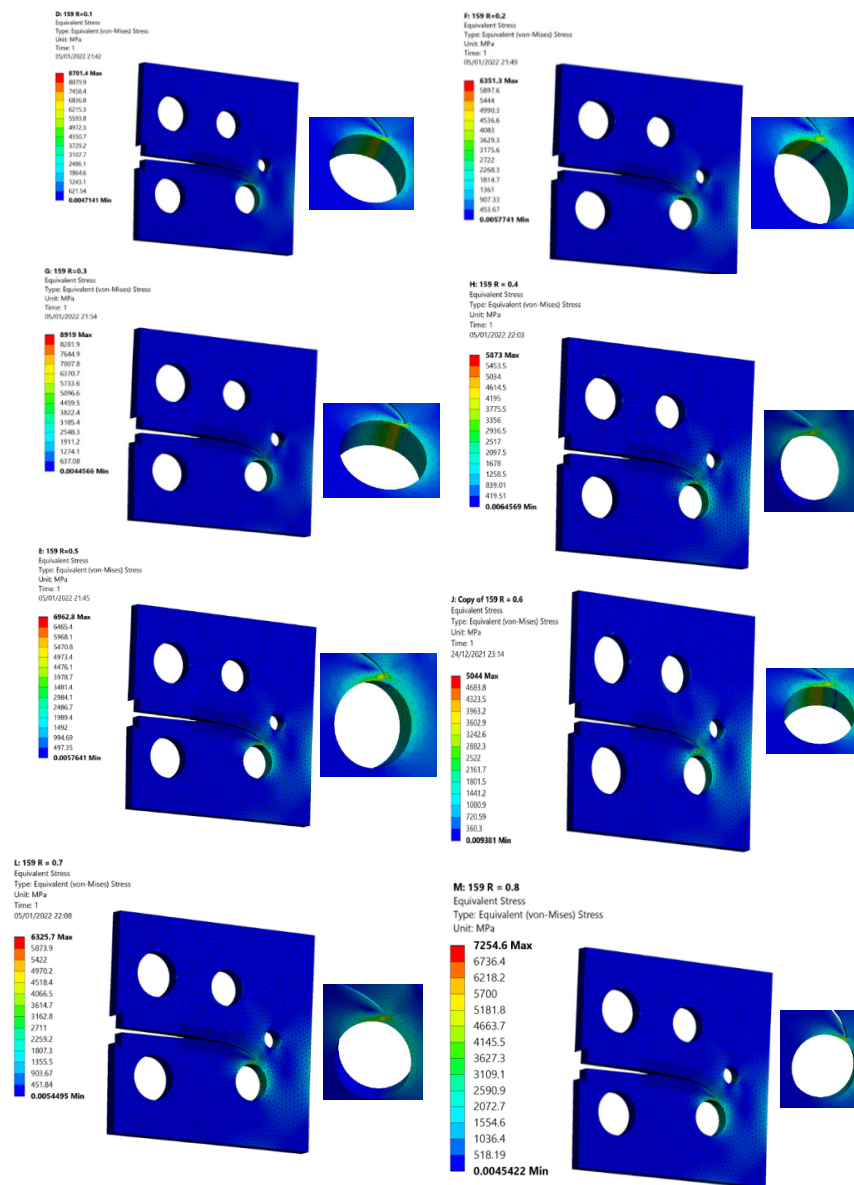 D: 159 R=0.1
Equivalent Stress
Type: Equivalent (von-Mises) Stress
Unit: MPa
Time: 1
05/01/2022 21:42
8701.4 Max
8079.9
7458.4
6836.8
6215.3
5593.8
4972.3
4350.7
3729.2
3107.7
2486.1
1864.6
1243.1
621.54
0.0047141 Min
F: 159 R=0.2
Equivalent Stress
Type: Equivalent (von-Mises) Stress
Unit: MPa
Time: 1
05/01/2022 21:49
6351.3 Max
5897.6
5444
4990.3
4536.6
4083
3629.3
3175.6
2722
2268.3
1814.7
1361
907.33
453.67
0.0057741 Min
G: 159 R=0.3
Equivalent Stress
Type: Equivalent (von-Mises) Stress
Unit: MPa
Time: 1
05/01/2022 21:54
8919 Max
8281.9
7644.9
7007.8
6370.7
5733.6
5096.6
4459.5
3822.4
3185.4
2548.3
1911.2
1274.1
637.08
0.0044566 Min
H: 159 R = 0.4
Equivalent Stress
Type: Equivalent (von-Mises) Stress
Unit: MPa
Time: 1
05/01/2022 22:03
5873 Max
5453.5
5034
4614.5
4195
3775.5
3356
2936.5
2517
2097.5
1678
1258.5
839.01
419.51
0.0064569 Min
E: 159 R=0.5
Equivalent Stress
Type: Equivalent (von-Mises) Stress
Unit: MPa
Time: 1
05/01/2022 21:45
6962.8 Max
6465.4
5968.1
5470.8
4973.4
4476.1
3978.7
3481.4
2984.1
2486.7
1989.4
1492
994.69
497.35
0.0057641 Min
J: Copy of 159 R = 0.6
Equivalent Stress
Type: Equivalent (von-Mises) Stress
Unit: MPa
Time: 1
24/12/2021 23:14
5044 Max
4683.8
4323.5
3963.2
3602.9
3242.6
2882.3
2522
2161.7
1801.5
1441.2
1080.9
720.59
360.3
0.009381 Min
L: 159 R = 0.7
Equivalent Stress
Type: Equivalent (von-Mises) Stress
Unit: MPa
Time: 1
05/01/2022 22:08
6325.7 Max
5873.9
5422
4970.2
4518.4
4066.5
3614.7
3162.8
2711
2259.2
1807.3
1355.5
903.67
451.84
0.0054495 Min
M: 159 R = 0.8
Equivalent Stress
Type: Equivalent (von-Mises) Stress
Unit: MPa
7254.6 Max
6736.4
6218.2
5700
5181.8
4663.7
4145.5
3627.3
3109.1
2590.9
2072.7
1554.6
1036.4
518.19
0.0045422 Min